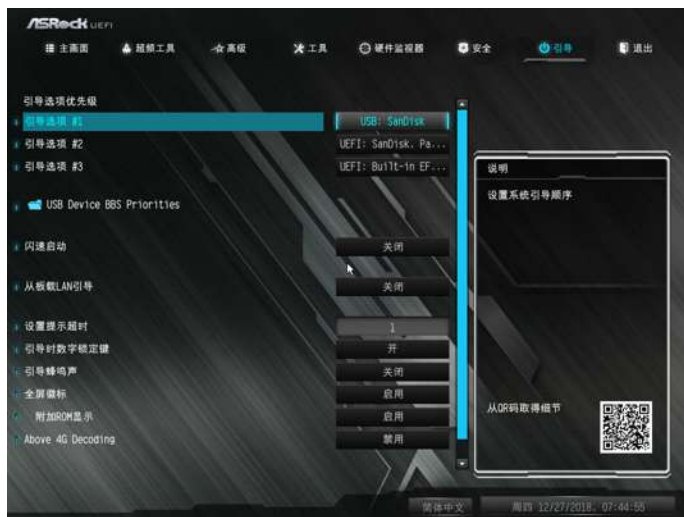 ASRock UEFI
主画面 超频工具 高级 工具 硬件监视器 安全 引导 退出
引导选项优先级
引导选项 #1 USB: SanDisk
引导选项 #2 UEFI: SanDisk, Pa...
引导选项 #3 UEFI: Built-in EF...
USB Device BBS Priorities
闪速启动 关闭
从板载LAN引导 关闭
设置提示超时 1
引导时数字锁定键 开
引导蜂鸣声 关闭
全屏徽标 启用
附加ROM显示 启用
Above 4G Decoding 禁用
说明
设置系统引导顺序
从QR码取得细节
简体中文 周四 12/27/2018, 07:44:55